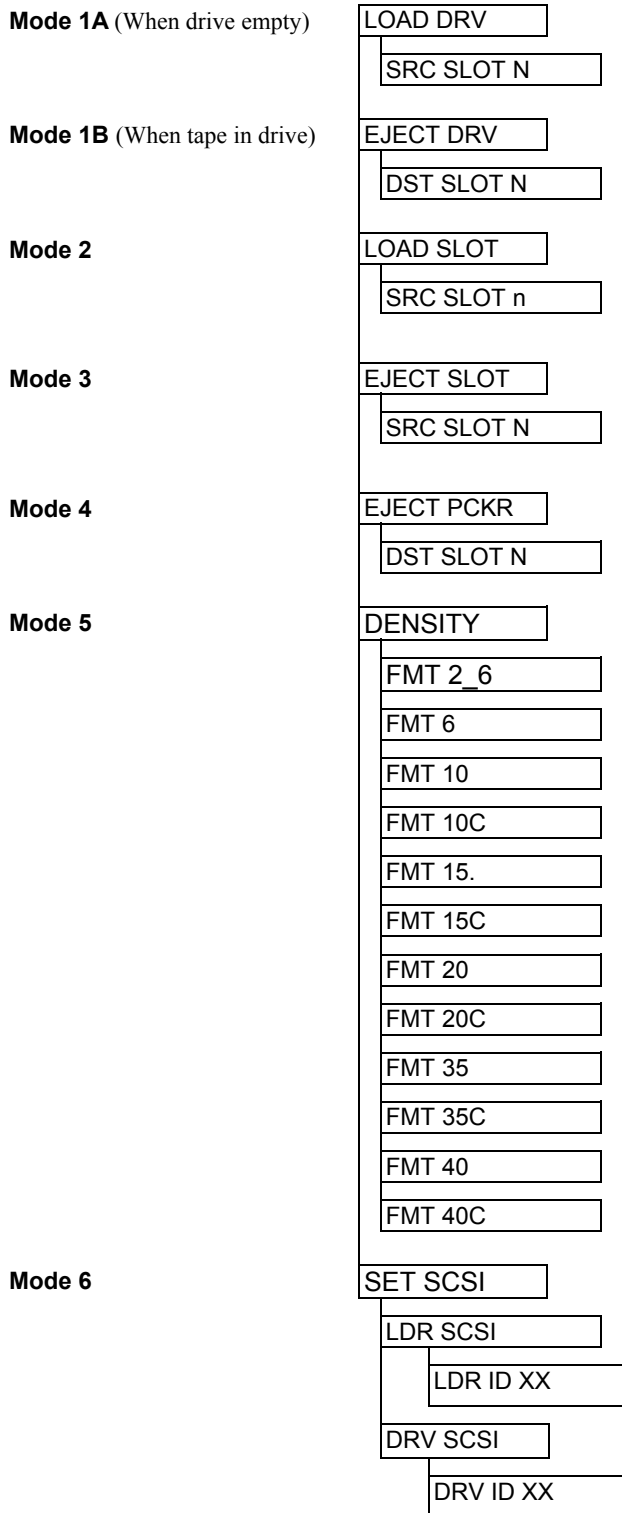 Mode 1A (When drive empty) LOAD DRV
SRC SLOT N
Mode 1B (When tape in drive) EJECT DRV
DST SLOT N
Mode 2 LOAD SLOT
SRC SLOT n
Mode 3 EJECT SLOT
SRC SLOT N
Mode 4 EJECT PCKR
DST SLOT N
Mode 5 DENSITY
FMT 2_6
FMT 6
FMT 10
FMT 10C
FMT 15.
FMT 15C
FMT 20
FMT 20C
FMT 35
FMT 35C
FMT 40
FMT 40C
Mode 6 SET SCSI
LDR SCSI
LDR ID XX
DRV SCSI
DRV ID XX